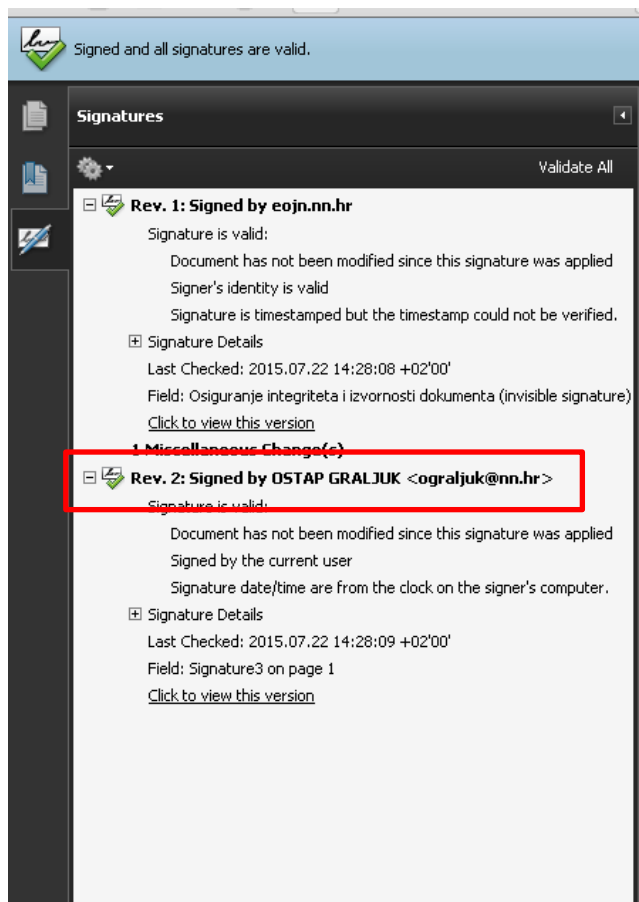 Signed and all signatures are valid.
Signatures
Validate All
Rev. 1: Signed by eojn.nn.hr
Signature is valid:
Document has not been modified since this signature was applied
Signer's identity is valid
Signature is timestamped but the timestamp could not be verified.
Signature Details
Last Checked: 2015.07.22 14:28:08 +02'00'
Field: Osiguranje integriteta i izvornosti dokumenta (invisible signature)
Click to view this version
1 Miscellaneous Change(s)
Rev. 2: Signed by OSTAP GRALJUK <ograljuk@nn.hr>
Signature is valid:
Document has not been modified since this signature was applied
Signed by the current user
Signature date/time are from the clock on the signer's computer.
Signature Details
Last Checked: 2015.07.22 14:28:09 +02'00'
Field: Signature3 on page 1
Click to view this version